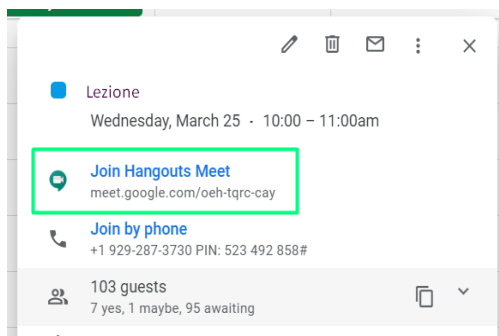 Lezione
Wednesday, March 25 - 10:00 – 11:00am
Join Hangouts Meet
meet.google.com/oeh-tqrc-cay
Join by phone
+1 929-287-3730 PIN: 523 492 858#
103 guests
7 yes, 1 maybe, 95 awaiting